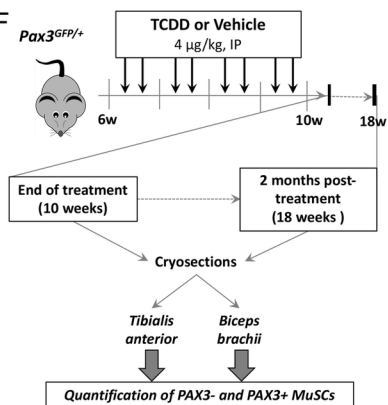 F
Pax3GFP/+
TCDD or Vehicle
4 µg/kg, IP
6w
10w
18w
End of treatment
(10 weeks)
2 months post-
treatment
(18 weeks )
Cryosections
Tibialis
anterior
Biceps
brachii
Quantification of PAX3- and PAX3+ MuSCs